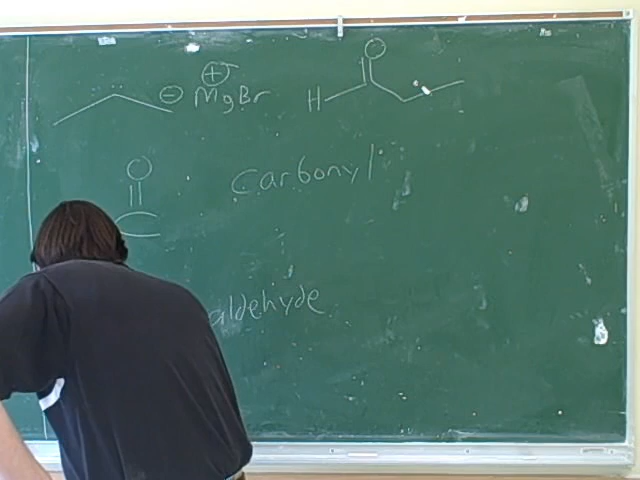 ⊖ ⊕ MgBr
H O
O
C
Carbonyl
aldehyde